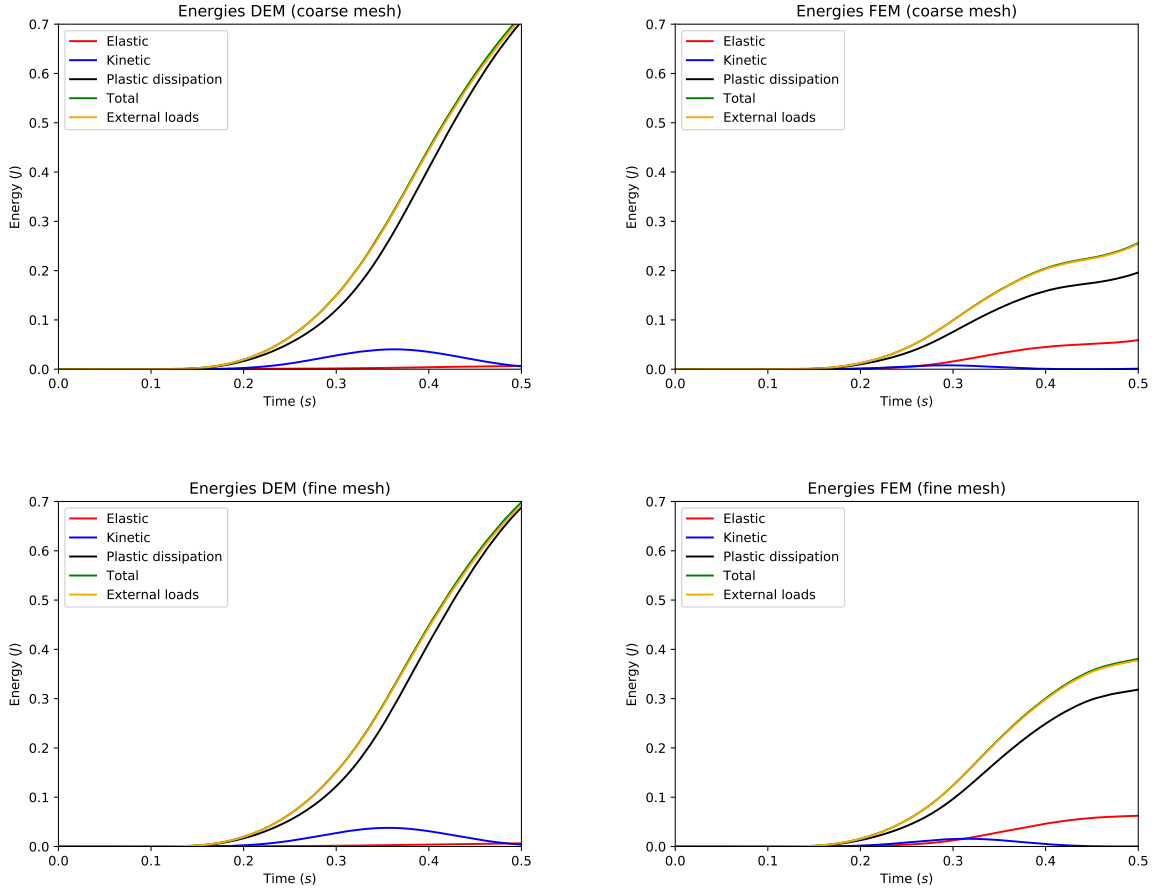 Energies DEM (coarse mesh)
0.7
0.6
0.5
0.4
0.3
0.2
0.1
0.0
Energy (J)
Elastic
Kinetic
Plastic dissipation
Total
External loads
0.0 0.1 0.2 0.3 0.4 0.5
Time (s)
Energies FEM (coarse mesh)
0.7
0.6
0.5
0.4
0.3
0.2
0.1
0.0
Energy (J)
Elastic
Kinetic
Plastic dissipation
Total
External loads
0.0 0.1 0.2 0.3 0.4 0.5
Time (s)
Energies DEM (fine mesh)
0.7
0.6
0.5
0.4
0.3
0.2
0.1
0.0
Energy (J)
Elastic
Kinetic
Plastic dissipation
Total
External loads
0.0 0.1 0.2 0.3 0.4 0.5
Time (s)
Energies FEM (fine mesh)
0.7
0.6
0.5
0.4
0.3
0.2
0.1
0.0
Energy (J)
Elastic
Kinetic
Plastic dissipation
Total
External loads
0.0 0.1 0.2 0.3 0.4 0.5
Time (s)